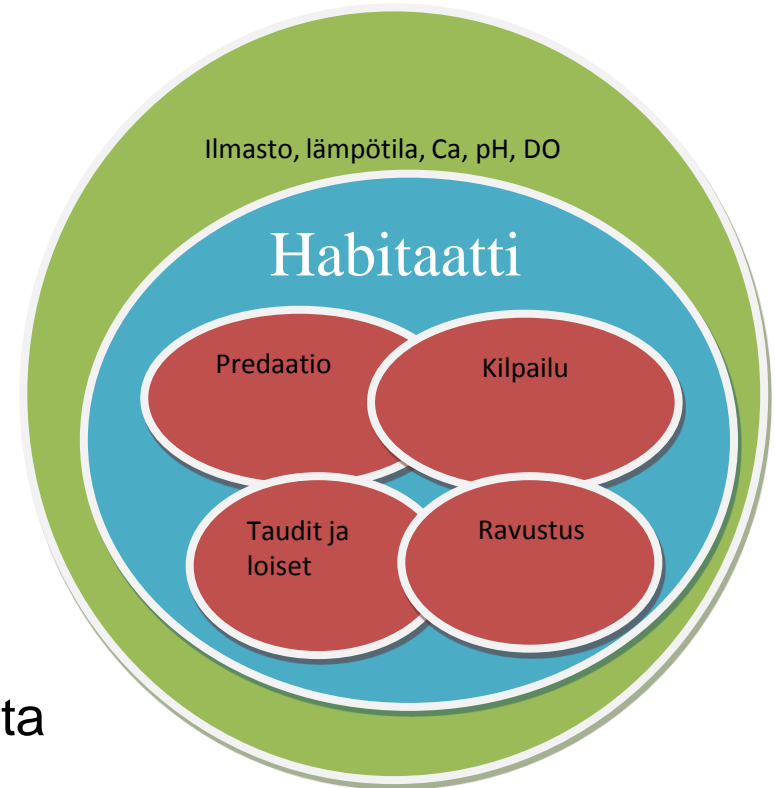 Ilmasto, lämpötila, Ca, pH, DO
Habitaatti
Predaatio
Kilpailu
Taudit ja
loiset
Ravustus
ta